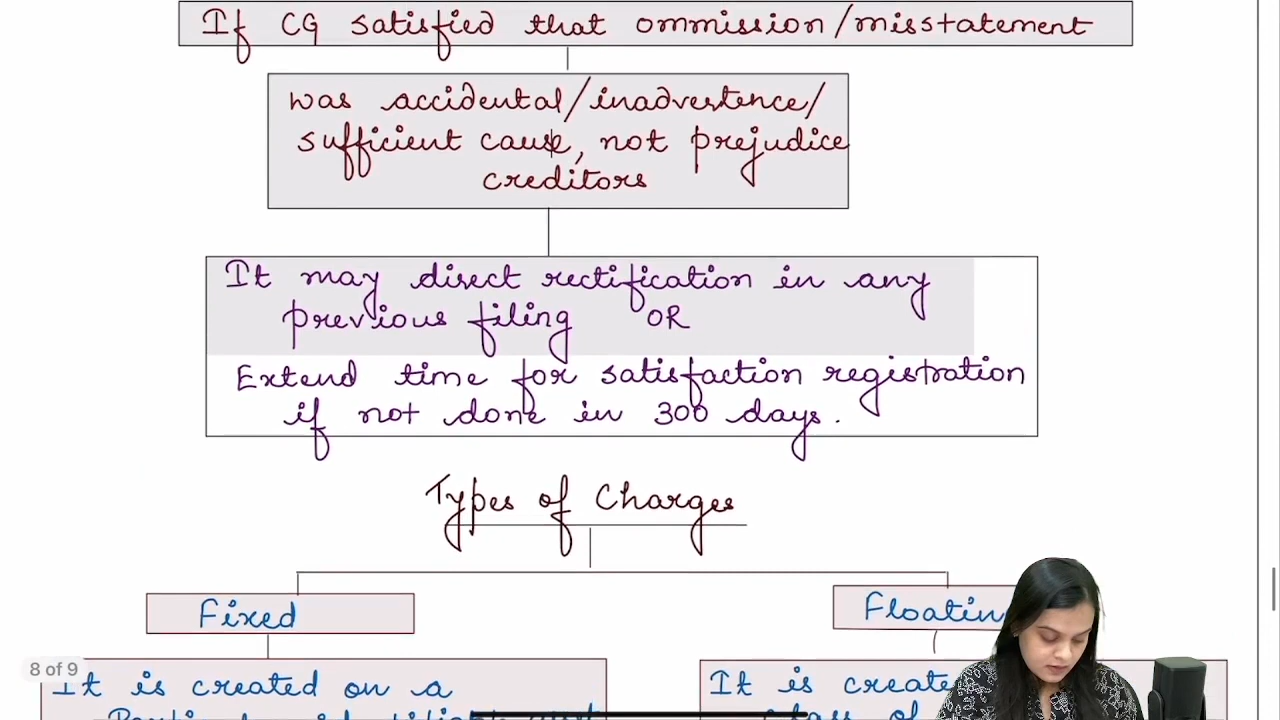 If CG satisfied that ommission/misstatement
was accidental/inadvertence/
sufficient cause, not prejudice
creditors
It may direct rectification in any
previous filing OR
Extend time for satisfaction registration
if not done in 300 days.
Types of Charges
Fixed
Floatin
8 of 9
It is created on a
It is create
class of